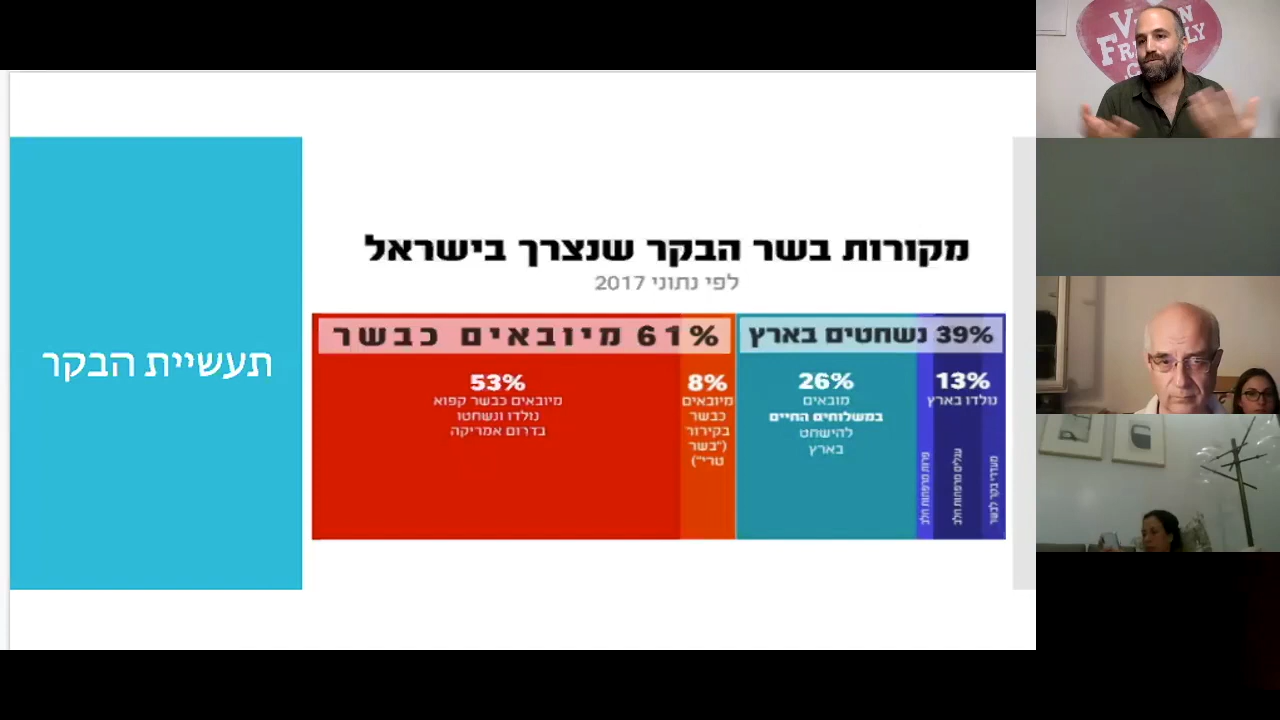 תעשיית הבקר
מקורות בשר הבקר שנצרך בישראל
לפי נתוני 2017
39% נשחטים בארץ
61% מיובאים כבשר
13%
נולדו בארץ
26%
מובאים
במשלוחים החיים
להישחט
בארץ
8%
מיובאים
כבשר
בקירור
("בשר
טרי")
53%
מיובאים כבשר קפוא
נולדו ונשחטו
בדרום אמריקה